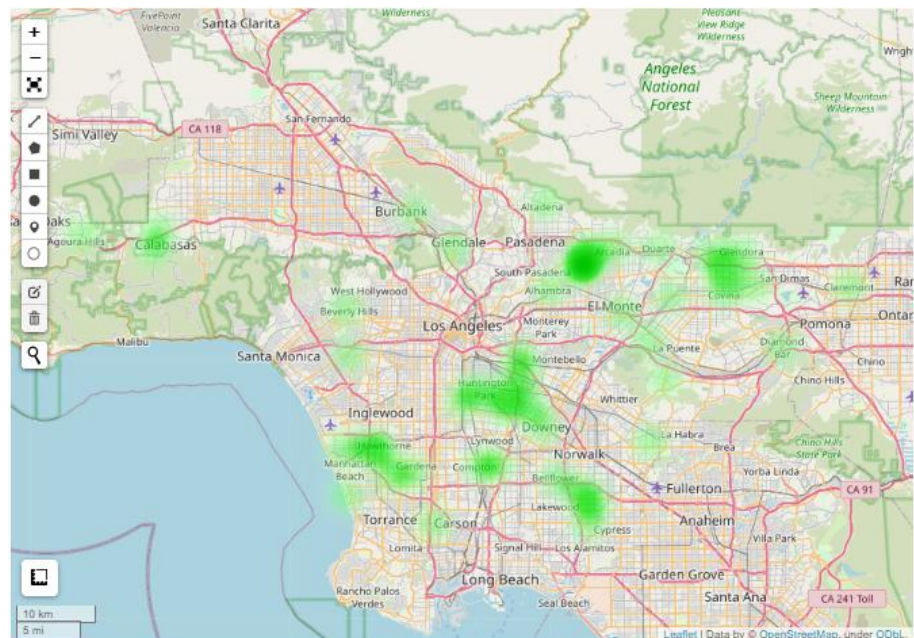 FivePoint
Valencia
Santa Clarita
Wilderness
Pleasant
View Ridge
Wilderness
+
−
Angeles
National
Forest
Sheep Mountain
Wilderness
San Fernando
Simi Valley
CA 118
Burbank
Altadena
Oaks
Agoura Hills
Calabasas
Glendale
Pasadena
Arcadia
Duarte
Glendora
South Pasadena
San Dimas
West Hollywood
Alhambra
El Monte
Covina
Claremont
Beverly Hills
Los Angeles
Monterey
Park
Pomona
Malibu
Santa Monica
La Puente
Diamond
Bar
Montebello
Chino
Huntington
Park
Chino Hills
Inglewood
Whittier
Downey
Hawthorne
Lynwood
La Habra
Brea
Chino Hills
State Park
Manhattan
Beach
Gardena
Compton
Norwalk
Yorba Linda
Bellflower
Fullerton
CA 91
Lakewood
Torrance
Carson
Cypress
Anaheim
Villa Park
Lomita
Signal Hill
Los Alamitos
Long Beach
Garden Grove
Rancho Palos
Verdes
Seal Beach
Santa Ana
CA 241 Toll
10 km
5 mi
Leaflet | Data by © OpenStreetMap, under ODbL